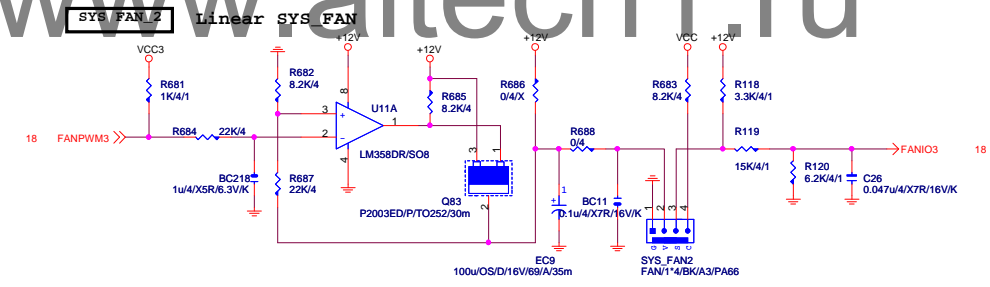 www.aitech1.ru
SYS_FAN_2
Linear SYS_FAN
VCC3
+12V
+12V
+12V
VCC
+12V
R681
1K/4/1
R682
8.2K/4
8
U11A
3
+
2
-
1
4
LM358DR/SO8
R685
8.2K/4
R686
0/4/X
R683
8.2K/4
R118
3.3K/4/1
18
FANPWM3
R684
22K/4
R688
0/4
R119
15K/4/1
FANIO3
18
BC218
1u/4/X5R/6.3V/K
R687
22K/4
3
1
Q83
2
P2003ED/P/TO252/30m
1
+
BC11
0.1u/4/X7R/16V/K
R120
6.2K/4/1
C26
0.047u/4/X7R/16V/K
1
2
3
4
G
V
S
C
EC9
100u/OS/D/16V/69/A/35m
SYS_FAN2
FAN/1*4/BK/A3/PA66